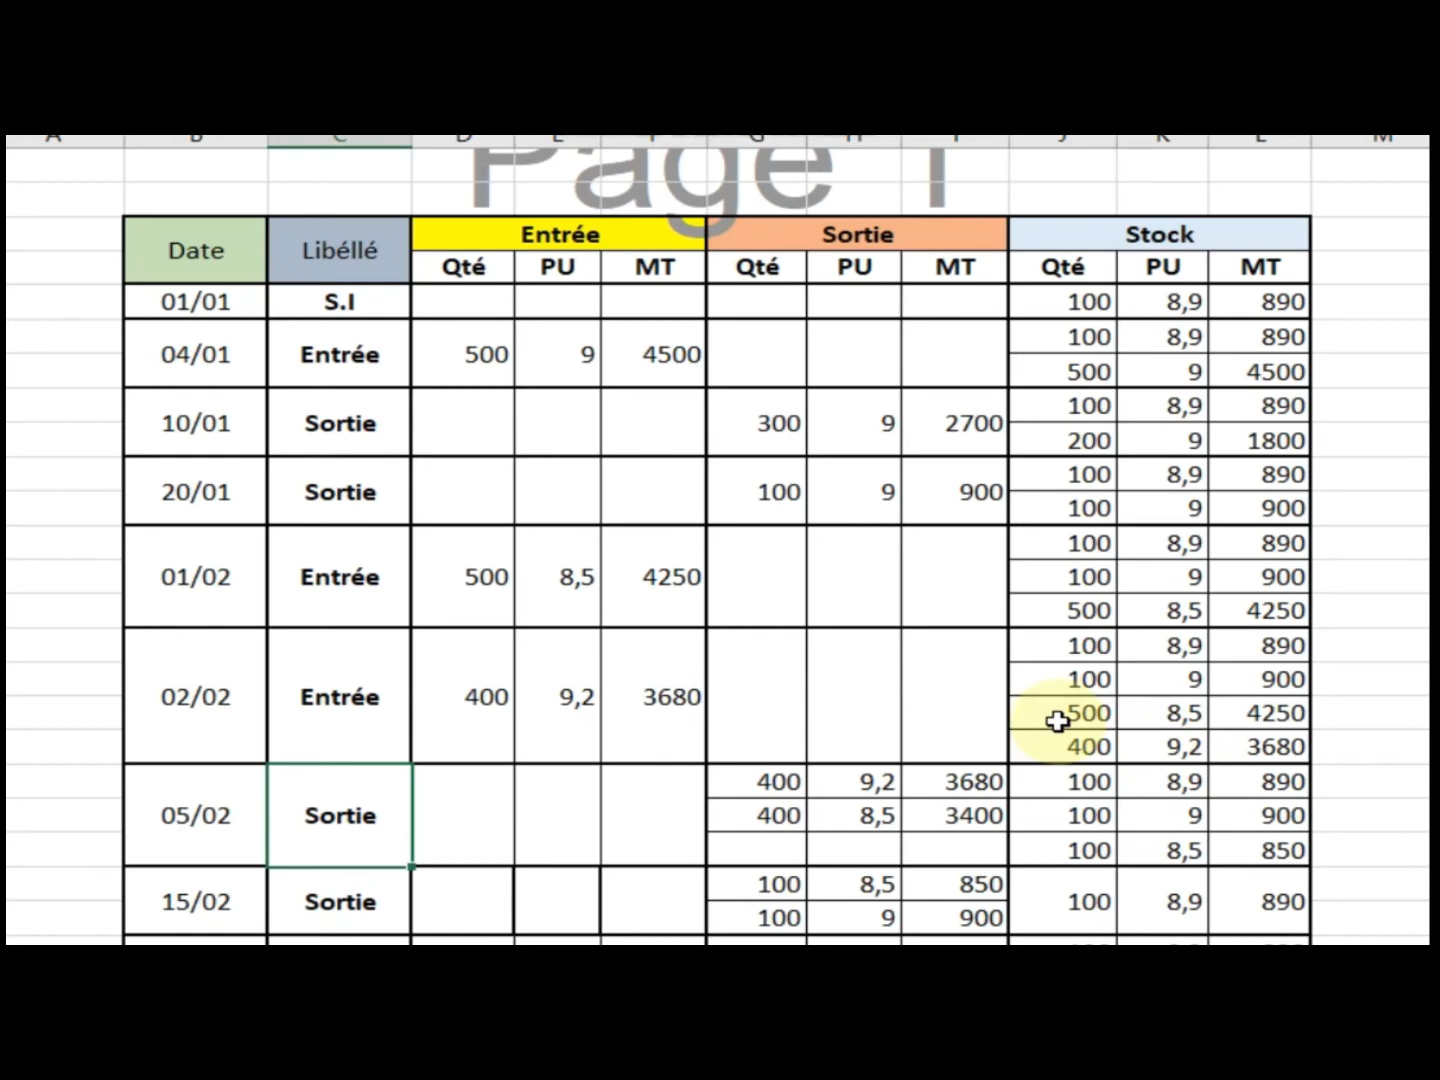 A B C D E F G H I J K L M
Page 1
Date Libéllé Entrée Sortie Stock
Qté PU MT Qté PU MT Qté PU MT
01/01 S.I 100 8,9 890
04/01 Entrée 500 9 4500 100 8,9 890
500 9 4500
10/01 Sortie 300 9 2700 100 8,9 890
200 9 1800
20/01 Sortie 100 9 900 100 8,9 890
100 9 900
01/02 Entrée 500 8,5 4250 100 8,9 890
100 9 900
500 8,5 4250
02/02 Entrée 400 9,2 3680 100 8,9 890
100 9 900
500 8,5 4250
400 9,2 3680
05/02 Sortie 400 9,2 3680 100 8,9 890
400 8,5 3400 100 9 900
100 8,5 850
15/02 Sortie 100 8,5 850 100 8,9 890
100 9 900